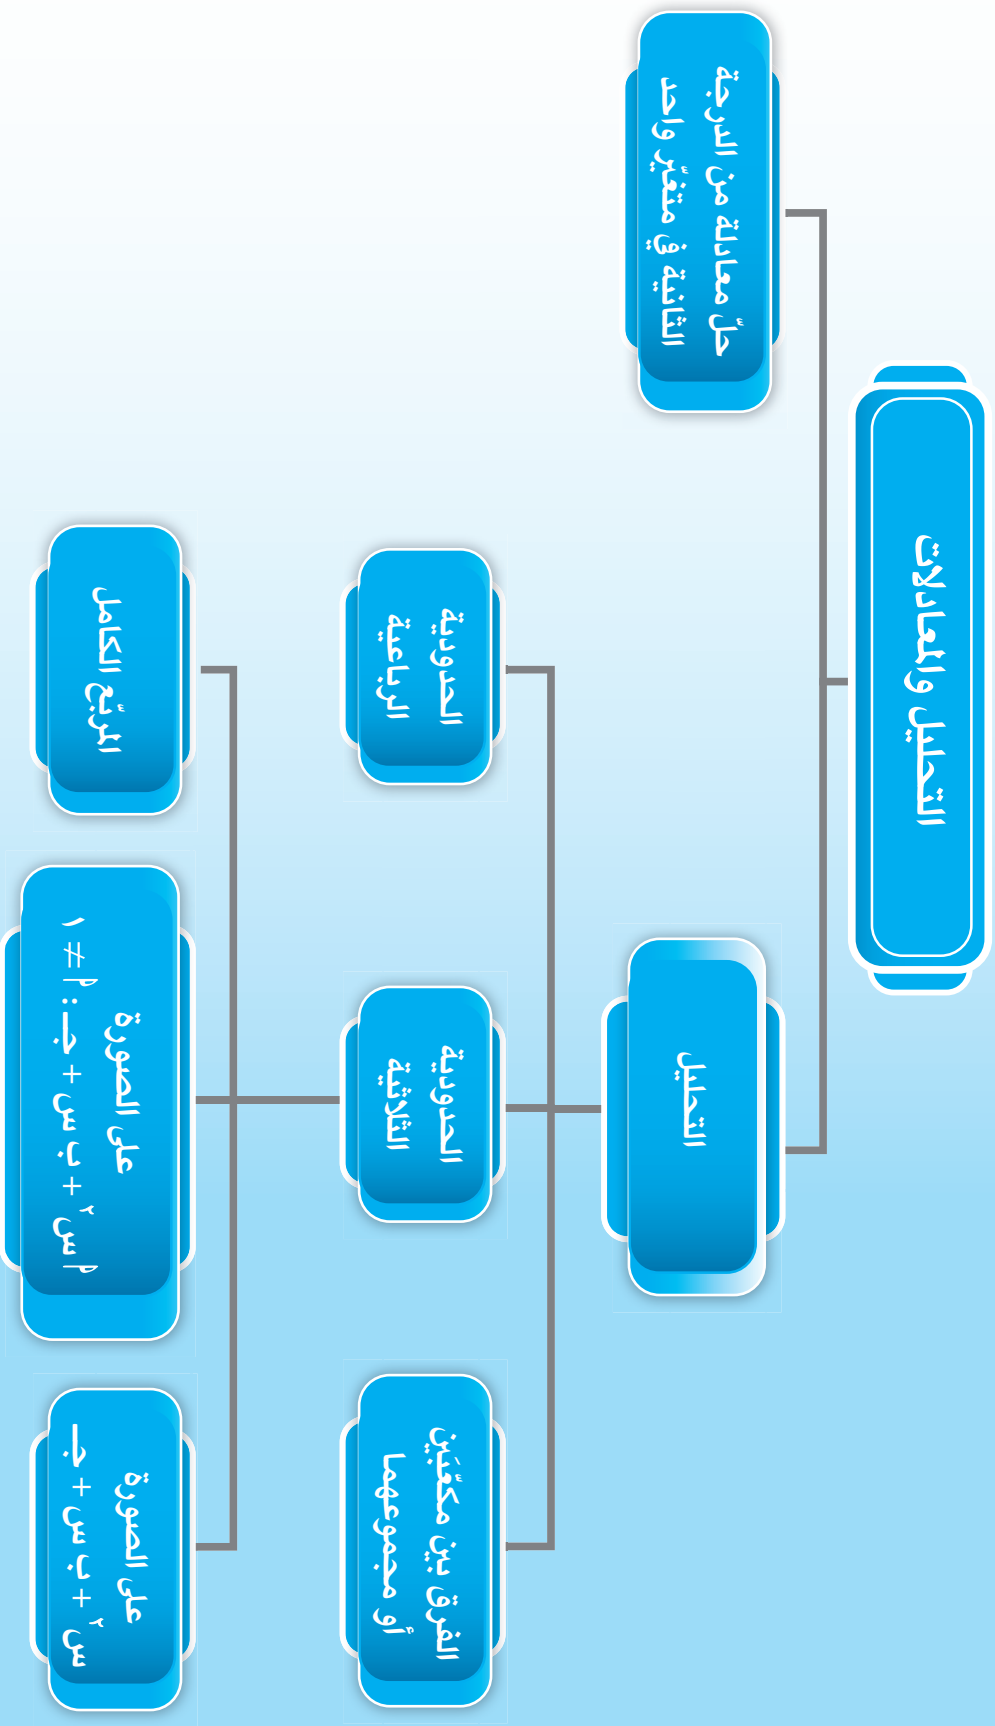 التحليل والمعادلات
التحليل
حلّ معادلة من الدرجة
الثانية في متغيّر واحد
الفرق بين مكعّبَين
أو مجموعهما
الحدودية
الثلاثية
الحدودية
الرباعية
على الصورة
س٢ + ب س + جـ
على الصورة
م س٢ + ب س + جـ : م ≠ ١
المربّع الكامل